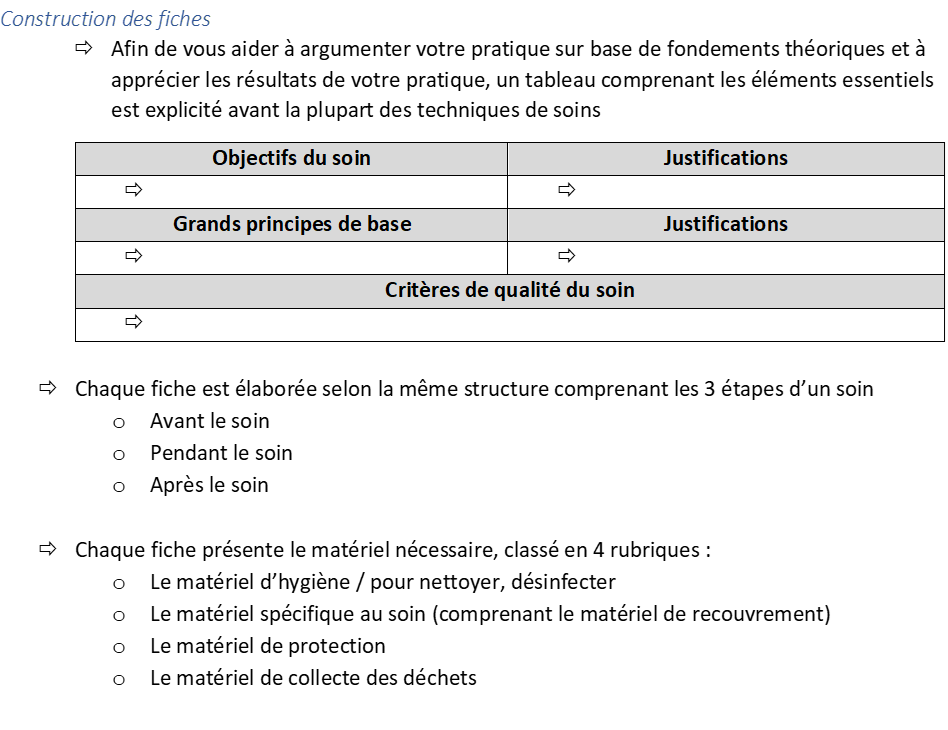 Construction des fiches
⇨ Afin de vous aider à argumenter votre pratique sur base de fondements théoriques et à
apprécier les résultats de votre pratique, un tableau comprenant les éléments essentiels
est explicité avant la plupart des techniques de soins
Objectifs du soin Justifications
⇨ ⇨
Grands principes de base Justifications
⇨ ⇨
Critères de qualité du soin
⇨
⇨ Chaque fiche est élaborée selon la même structure comprenant les 3 étapes d’un soin
o Avant le soin
o Pendant le soin
o Après le soin
⇨ Chaque fiche présente le matériel nécessaire, classé en 4 rubriques :
o Le matériel d’hygiène / pour nettoyer, désinfecter
o Le matériel spécifique au soin (comprenant le matériel de recouvrement)
o Le matériel de protection
o Le matériel de collecte des déchets